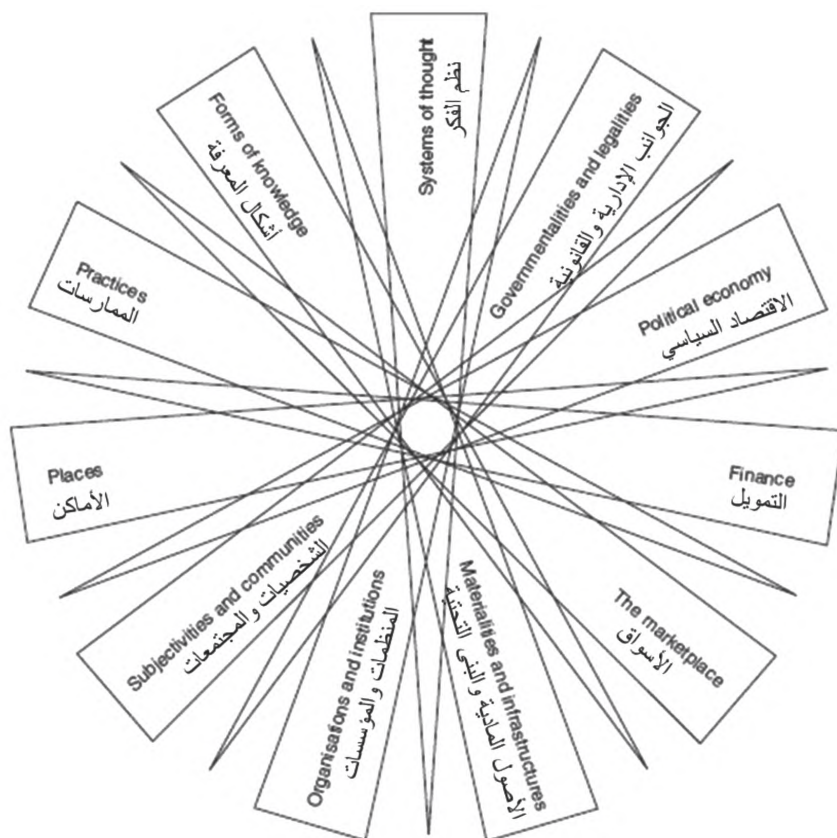 Systems of thought
نظم الفكر
Governmentalities and legalities
الجوانب الإدارية والقانونية
Political economy
الاقتصاد السياسي
Finance
التمويل
The marketplace
الأسواق
Materialities and infrastructures
الأصول المادية والبنى التحتية
Organisations and institutions
المنظمات والمؤسسات
Subjectivities and communities
الشخصيات والمجتمعات
Places
الأماكن
Practices
الممارسات
Forms of knowledge
أشكال المعرفة